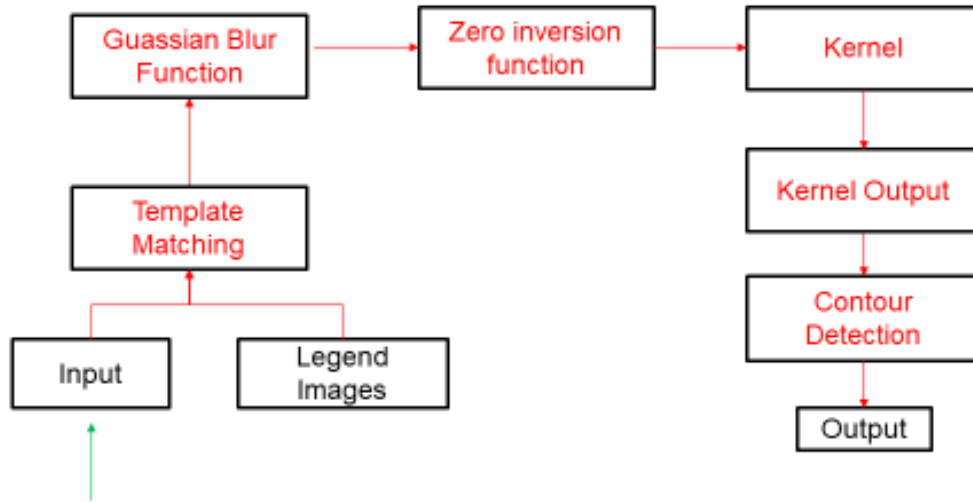 Guassian Blur
Function
Zero inversion
function
Kernel
Template
Matching
Kernel Output
Input
Legend
Images
Contour
Detection
Output